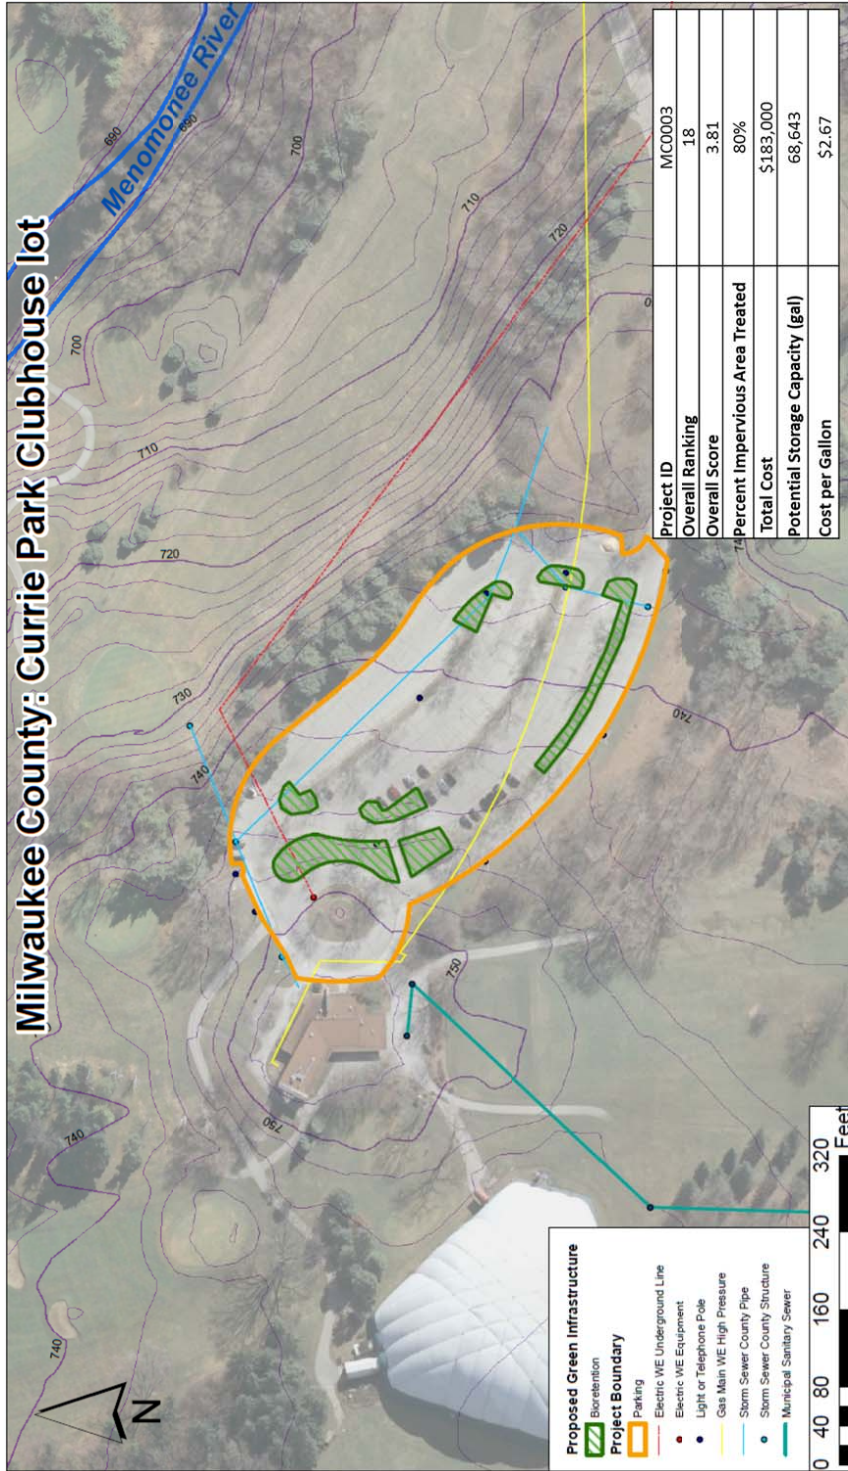 Milwaukee County: Currie Park Clubhouse lot
Menomonee River
690
690
700
700
710
710
720
720
730
740
740
740
740
750
750
N
Proposed Green Infrastructure
Bioretention
Project Boundary
Parking
Electric WE Underground Line
Electric WE Equipment
Light or Telephone Pole
Gas Main WE High Pressure
Storm Sewer County Pipe
Storm Sewer County Structure
Municipal Sanitary Sewer
0 40 80 160 240 320
Feet
Project ID MC0003
Overall Ranking 18
Overall Score 3.81
Percent Impervious Area Treated 80%
Total Cost $183,000
Potential Storage Capacity (gal) 68,643
Cost per Gallon $2.67